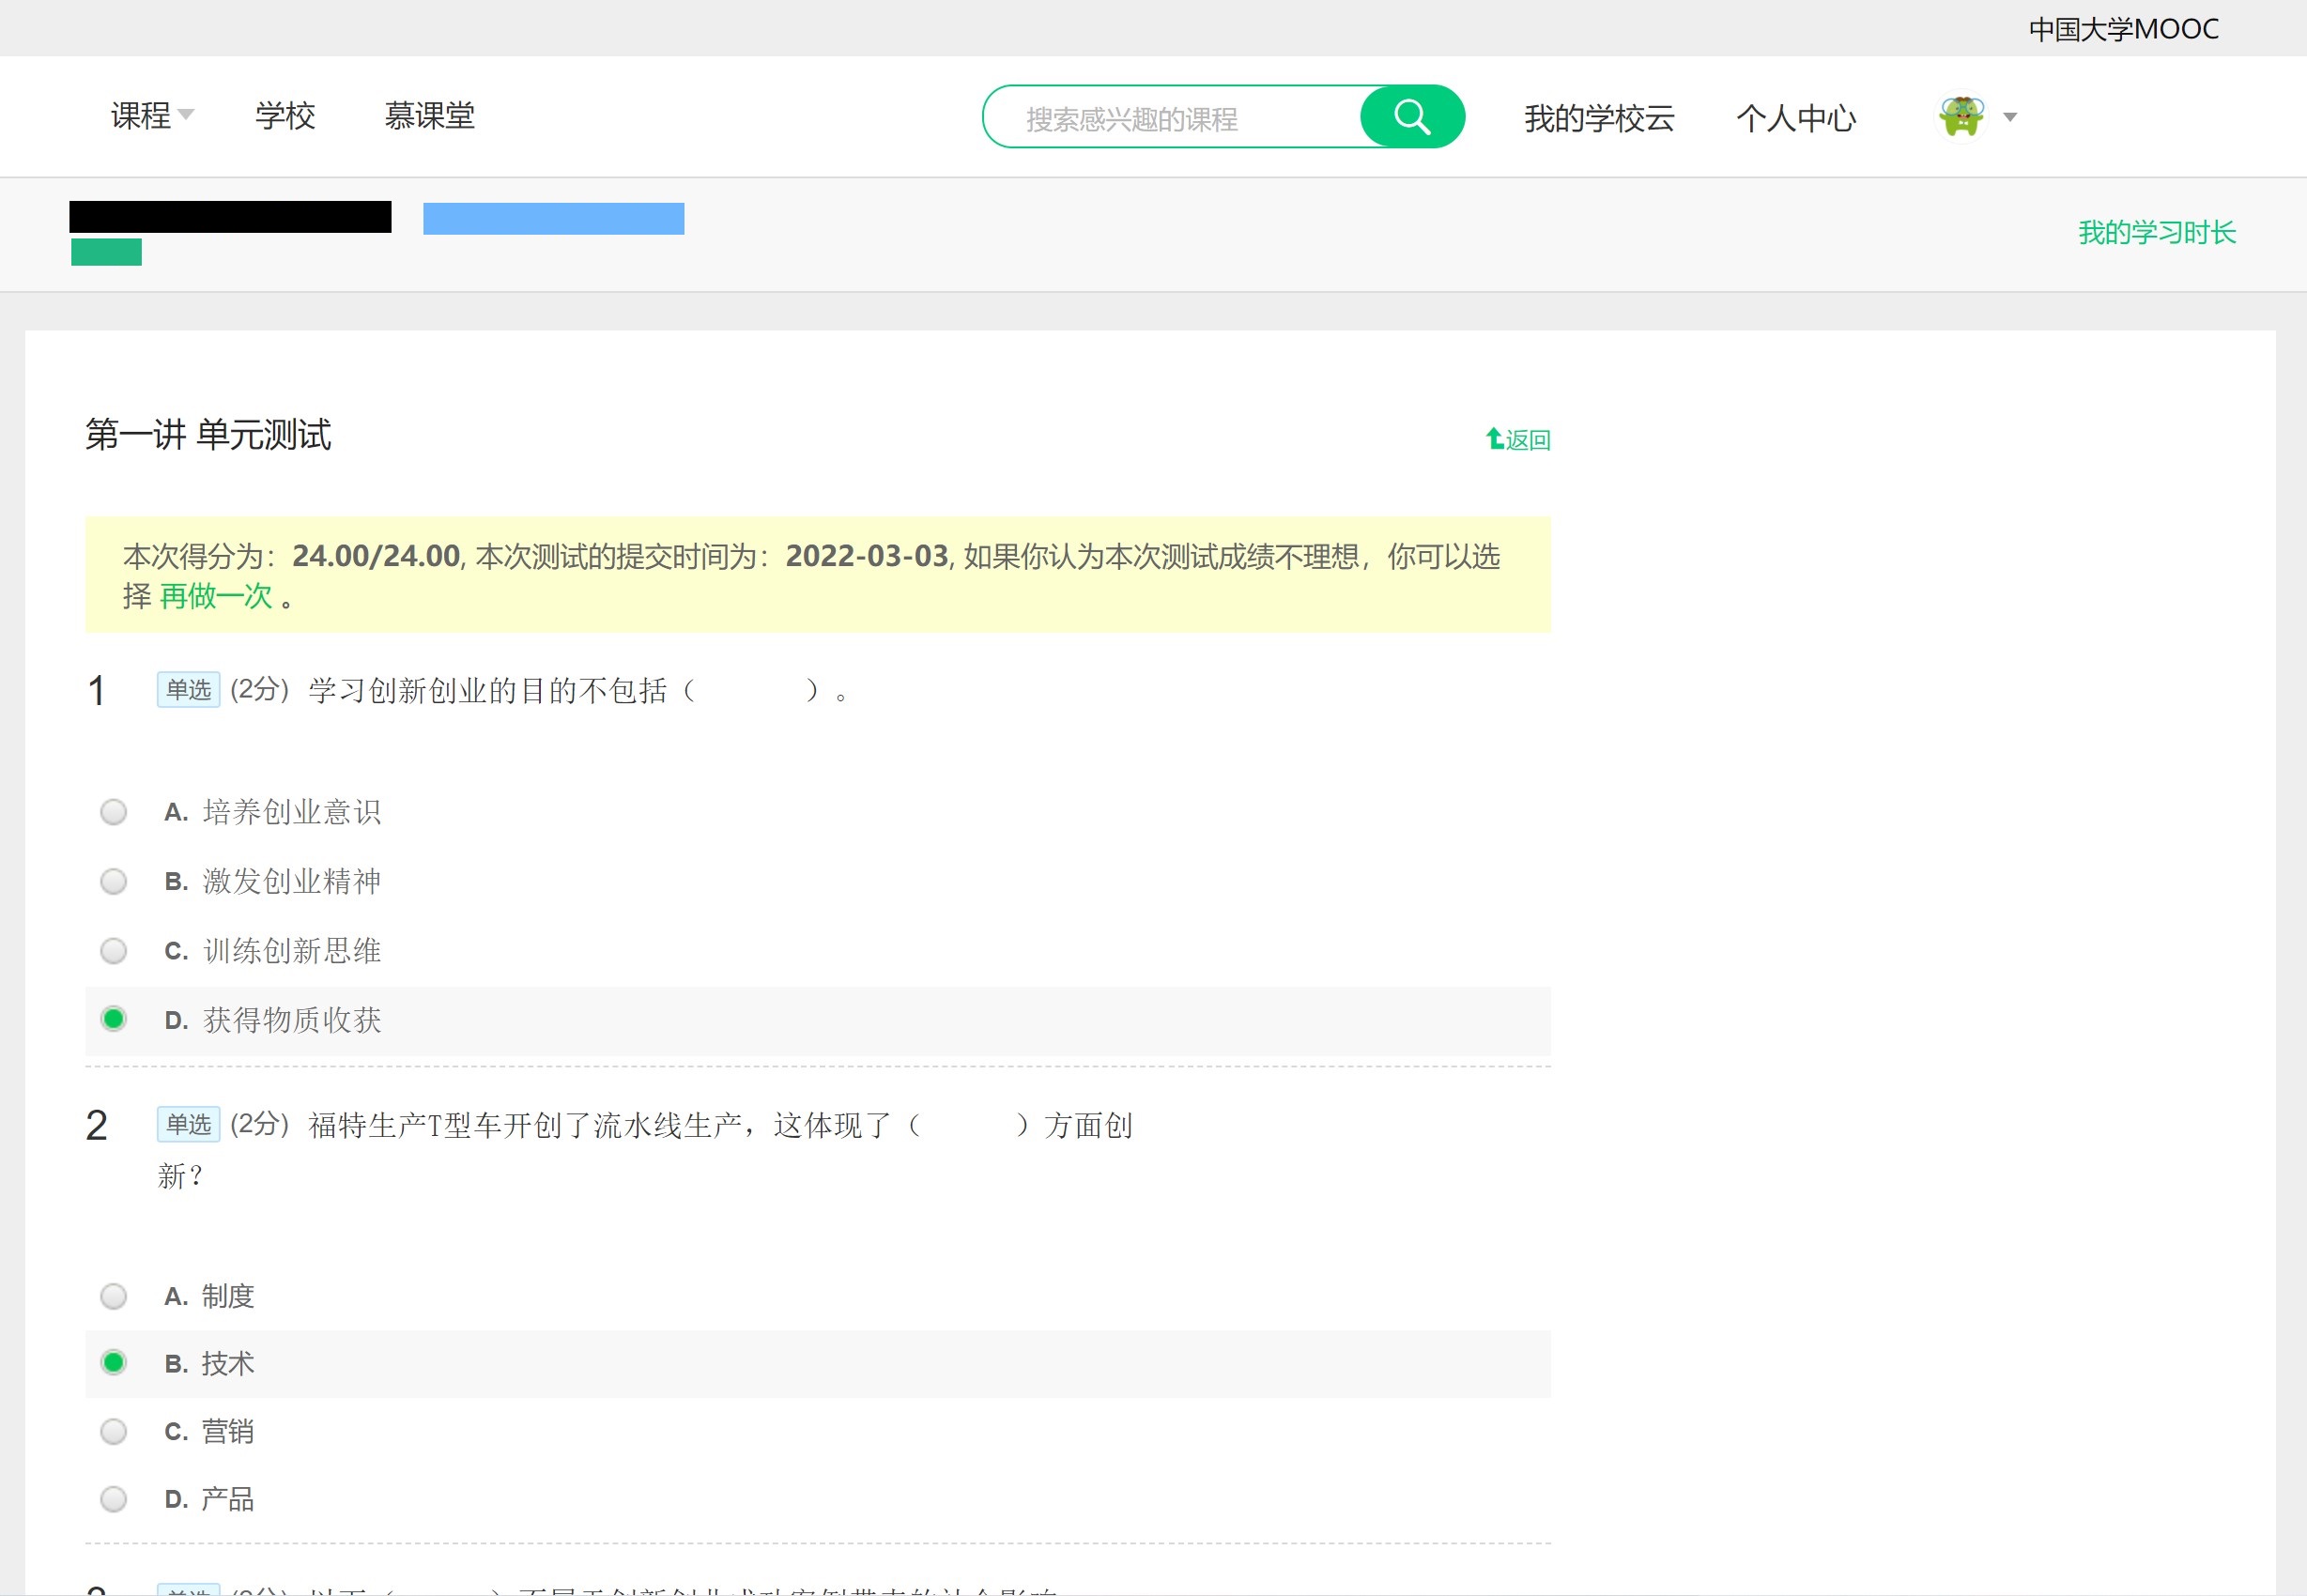 中国大学MOOC
课程 学校 慕课堂 搜索感兴趣的课程 我的学校云 个人中心
我的学习时长
第一讲 单元测试 返回
本次得分为：24.00/24.00, 本次测试的提交时间为：2022-03-03, 如果你认为本次测试成绩不理想，你可以选
择 再做一次 。
1 单选 (2分) 学习创新创业的目的不包括（ ）。
A. 培养创业意识
B. 激发创业精神
C. 训练创新思维
D. 获得物质收获
2 单选 (2分) 福特生产T型车开创了流水线生产，这体现了（ ）方面创
新？
A. 制度
B. 技术
C. 营销
D. 产品